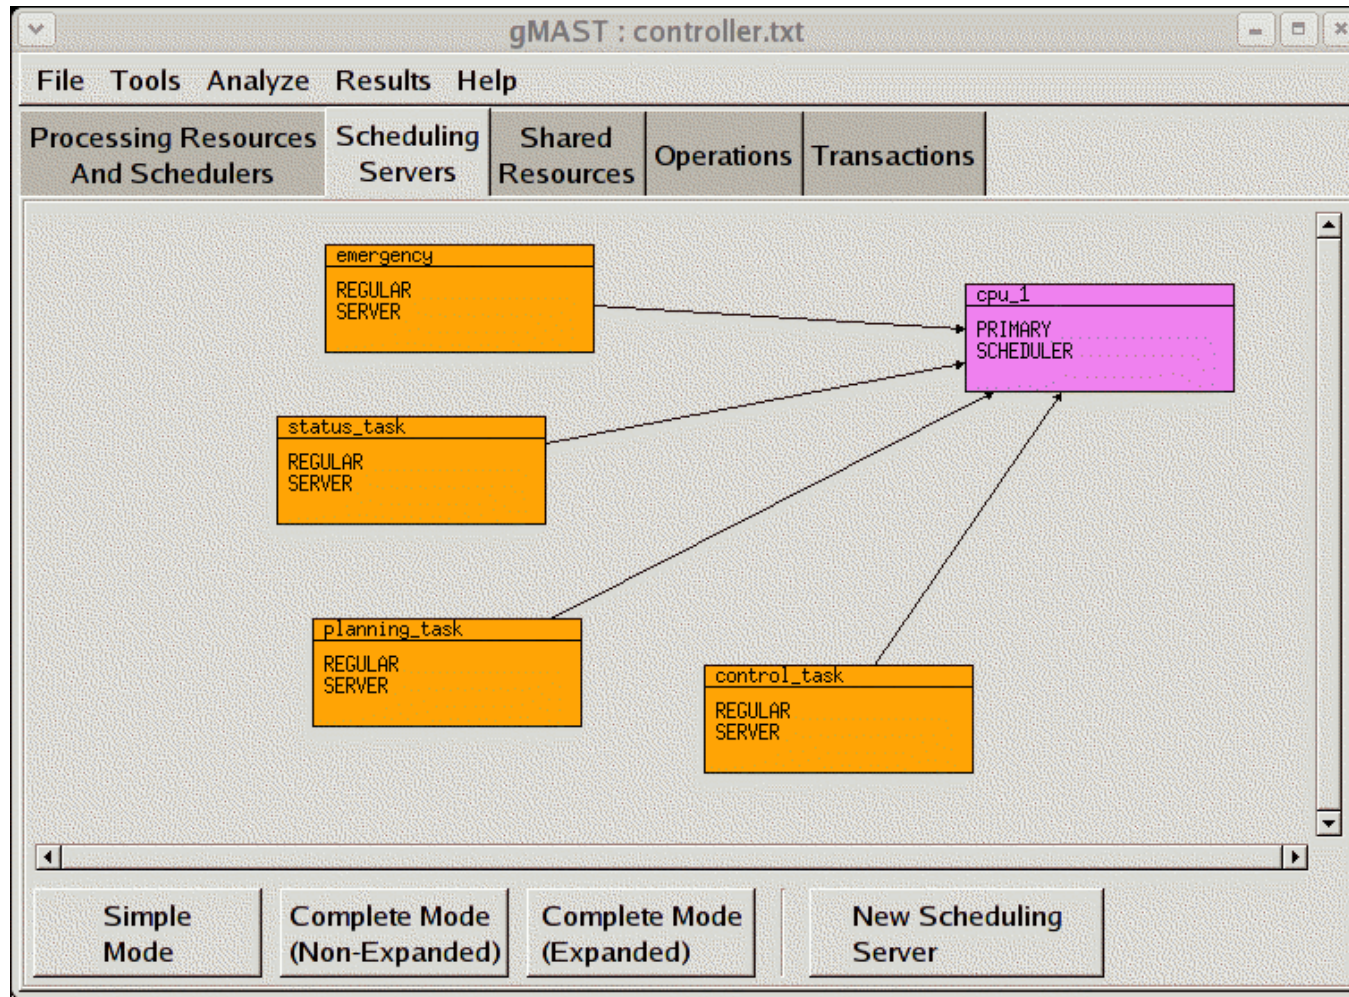 gMAST : controller.txt
File Tools Analyze Results Help
Processing Resources
And Schedulers
Scheduling
Servers
Shared
Resources
Operations
Transactions
emergency
REGULAR
SERVER
cpu_1
PRIMARY
SCHEDULER
status_task
REGULAR
SERVER
planning_task
REGULAR
SERVER
control_task
REGULAR
SERVER
Simple
Mode
Complete Mode
(Non-Expanded)
Complete Mode
(Expanded)
New Scheduling
Server